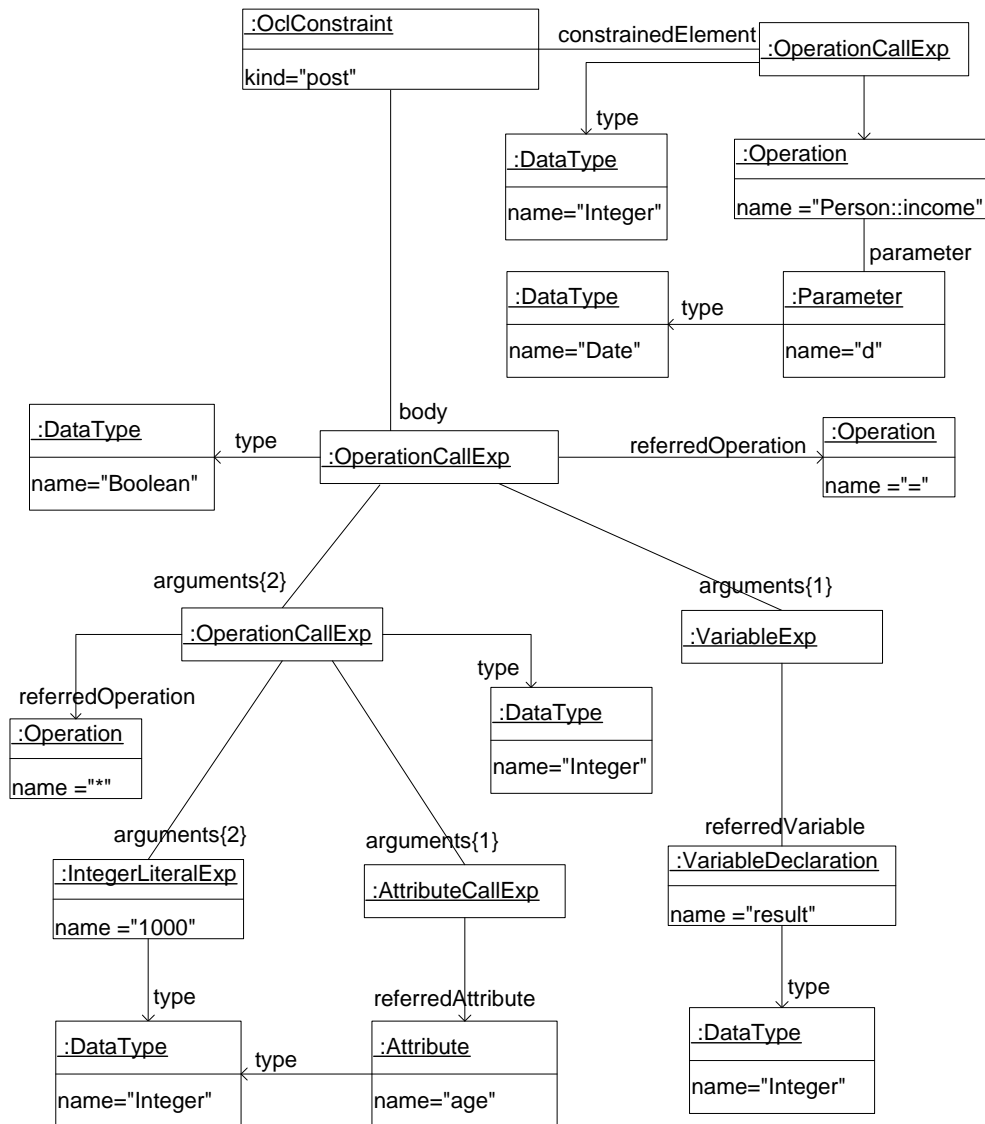 :OclConstraint
kind="post"
constrainedElement
:OperationCallExp
type
:DataType
name="Integer"
:Operation
name ="Person::income"
parameter
:DataType
name="Date"
type
:Parameter
name="d"
body
:DataType
name="Boolean"
type
:OperationCallExp
referredOperation
:Operation
name ="="
arguments{2}
arguments{1}
:OperationCallExp
:VariableExp
type
referredOperation
:Operation
name ="*"
:DataType
name="Integer"
arguments{2}
arguments{1}
referredVariable
:IntegerLiteralExp
name ="1000"
:AttributeCallExp
:VariableDeclaration
name ="result"
type
referredAttribute
type
:DataType
name="Integer"
type
:Attribute
name="age"
:DataType
name="Integer"